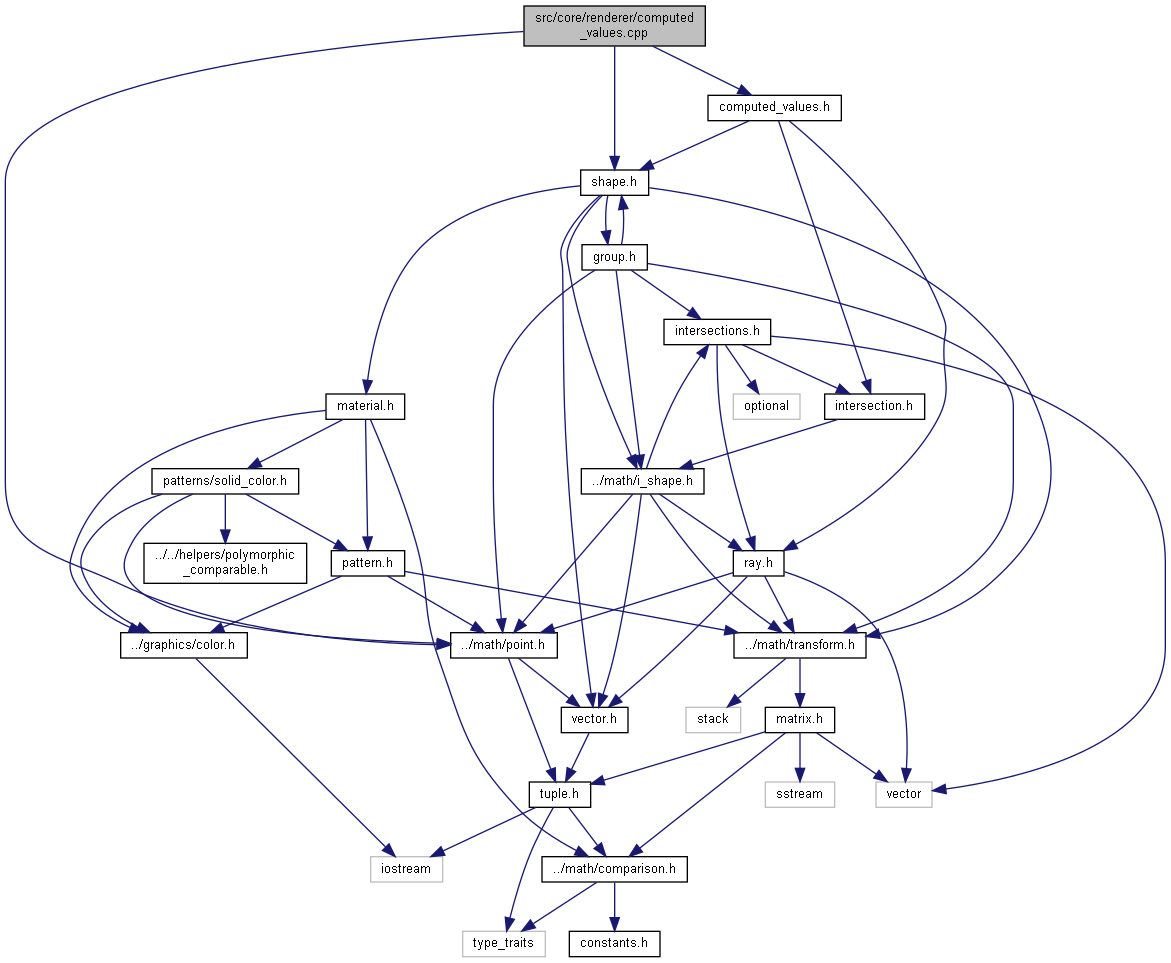 src/core/renderer/computed
_values.cpp
computed_values.h
shape.h
group.h
intersections.h
material.h
optional
intersection.h
patterns/solid_color.h
../math/i_shape.h
../../helpers/polymorphic
_comparable.h
pattern.h
ray.h
../graphics/color.h
../math/point.h
../math/transform.h
vector.h
stack
matrix.h
tuple.h
sstream
vector
iostream
../math/comparison.h
type_traits
constants.h